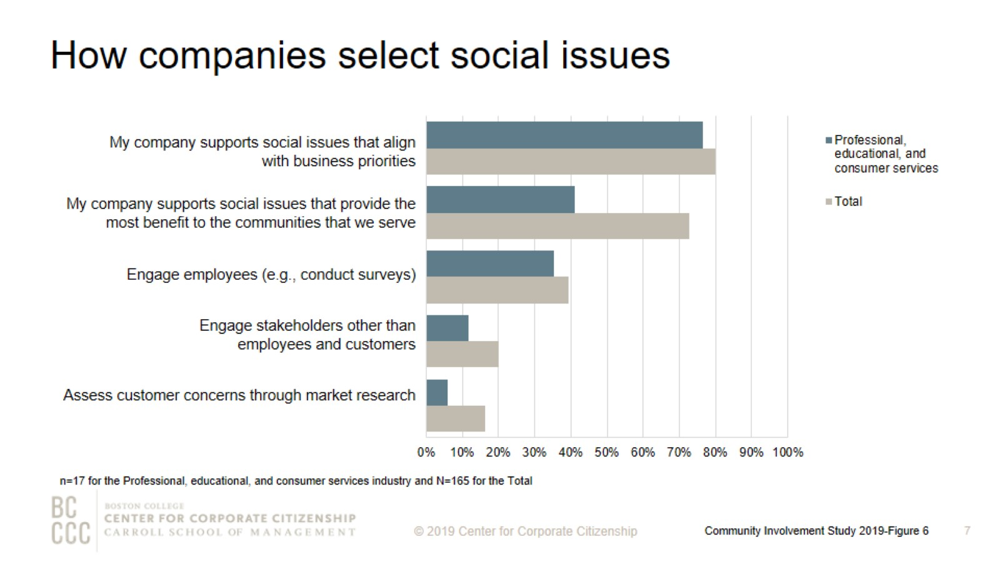 How companies select social issues
My company supports social issues that align
with business priorities
My company supports social issues that provide the
most benefit to the communities that we serve
Engage employees (e.g., conduct surveys)
Engage stakeholders other than
employees and customers
Assess customer concerns through market research
0% 10% 20% 30% 40% 50% 60% 70% 80% 90% 100%
Professional,
educational, and
consumer services
Total
n=17 for the Professional, educational, and consumer services industry and N=165 for the Total
BC
CCC
BOSTON COLLEGE
CENTER FOR CORPORATE CITIZENSHIP
CARROLL SCHOOL OF MANAGEMENT
© 2019 Center for Corporate Citizenship
Community Involvement Study 2019-Figure 6
7